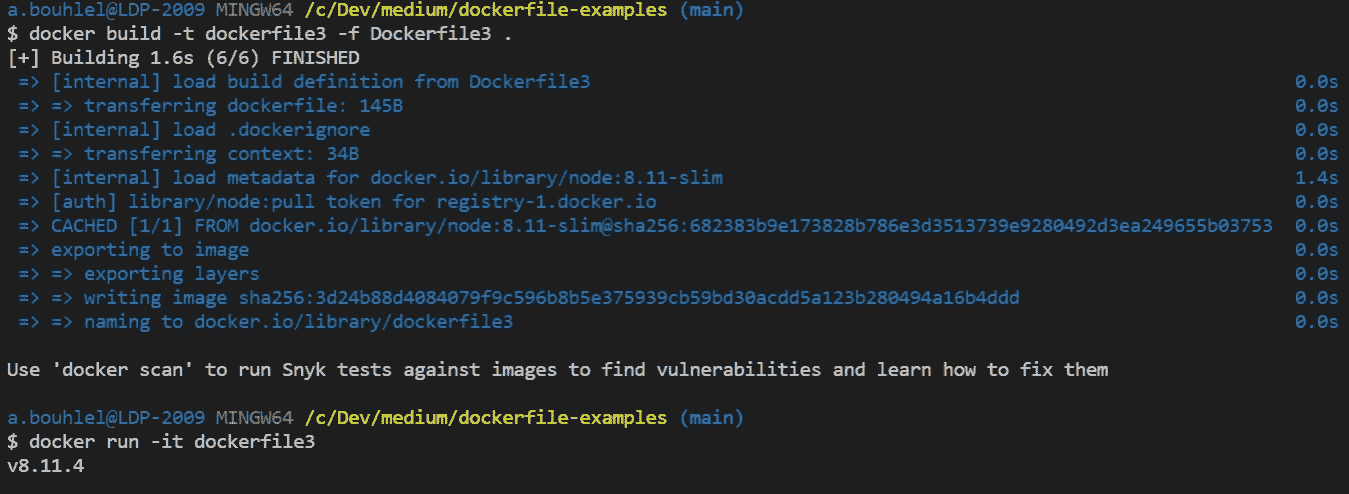 a.bouhlel@LDP-2009 MINGW64 /c/Dev/medium/dockerfile-examples (main)
$ docker build -t dockerfile3 -f Dockerfile3 .
[+] Building 1.6s (6/6) FINISHED
=> [internal] load build definition from Dockerfile3 0.0s
=> => transferring dockerfile: 145B 0.0s
=> [internal] load .dockerignore 0.0s
=> => transferring context: 34B 0.0s
=> [internal] load metadata for docker.io/library/node:8.11-slim 1.4s
=> [auth] library/node:pull token for registry-1.docker.io 0.0s
=> CACHED [1/1] FROM docker.io/library/node:8.11-slim@sha256:682383b9e173828b786e3d3513739e9280492d3ea249655b03753 0.0s
=> exporting to image 0.0s
=> => exporting layers 0.0s
=> => writing image sha256:3d24b88d4084079f9c596b8b5e375939cb59bd30acdd5a123b280494a16b4ddd 0.0s
=> => naming to docker.io/library/dockerfile3 0.0s
Use 'docker scan' to run Snyk tests against images to find vulnerabilities and learn how to fix them
a.bouhlel@LDP-2009 MINGW64 /c/Dev/medium/dockerfile-examples (main)
$ docker run -it dockerfile3
v8.11.4